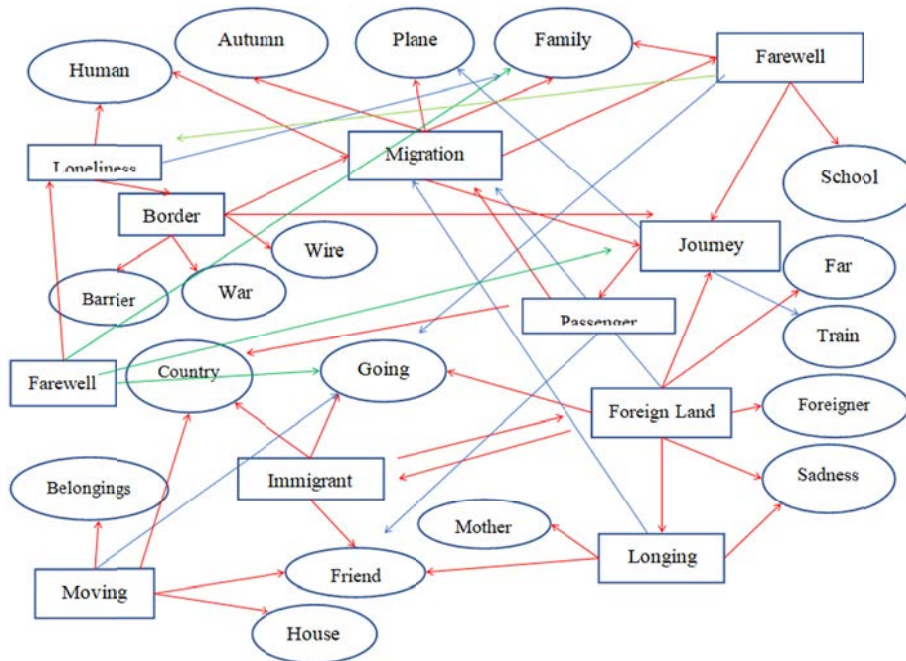 Autumn
Plane
Family
Farewell
Human
Migration
Loneliness
School
Border
Wire
Journey
Far
Barrier
War
Passenger
Train
Farewell
Country
Going
Foreign Land
Foreigner
Belongings
Immigrant
Sadness
Mother
Longing
Moving
Friend
House